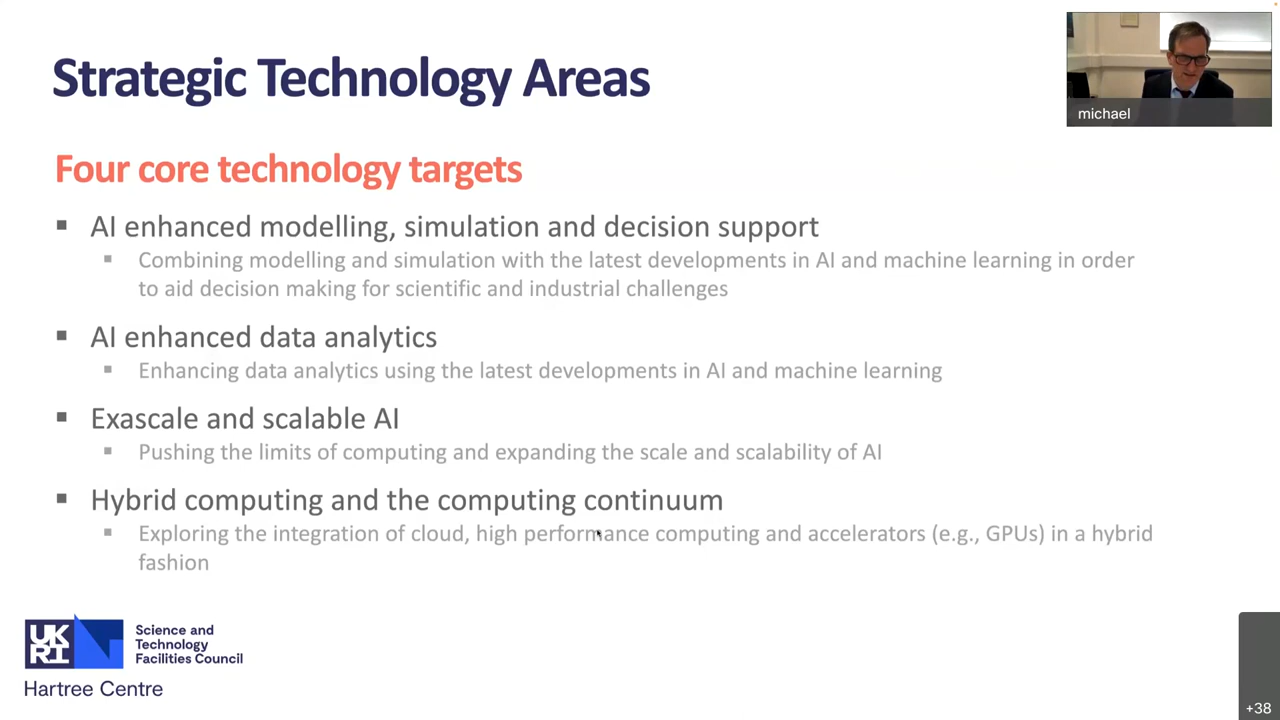 Strategic Technology Areas
michael
Four core technology targets
AI enhanced modelling, simulation and decision support
Combining modelling and simulation with the latest developments in AI and machine learning in order
to aid decision making for scientific and industrial challenges
AI enhanced data analytics
Enhancing data analytics using the latest developments in AI and machine learning
Exascale and scalable AI
Pushing the limits of computing and expanding the scale and scalability of AI
Hybrid computing and the computing continuum
Exploring the integration of cloud, high performance computing and accelerators (e.g., GPUs) in a hybrid
fashion
UK
RI
Science and
Technology
Facilities Council
Hartree Centre
+38